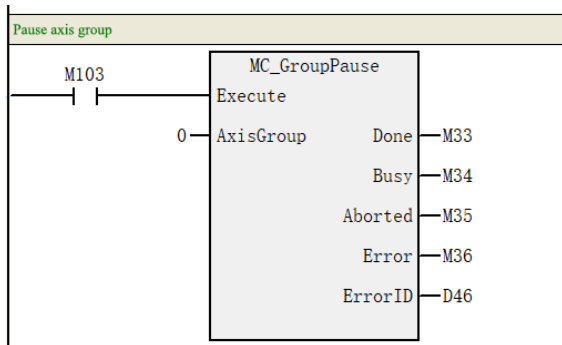 Pause axis group
M103
MC_GroupPause
Execute
0 AxisGroup Done M33
Busy M34
Aborted M35
Error M36
ErrorID D46